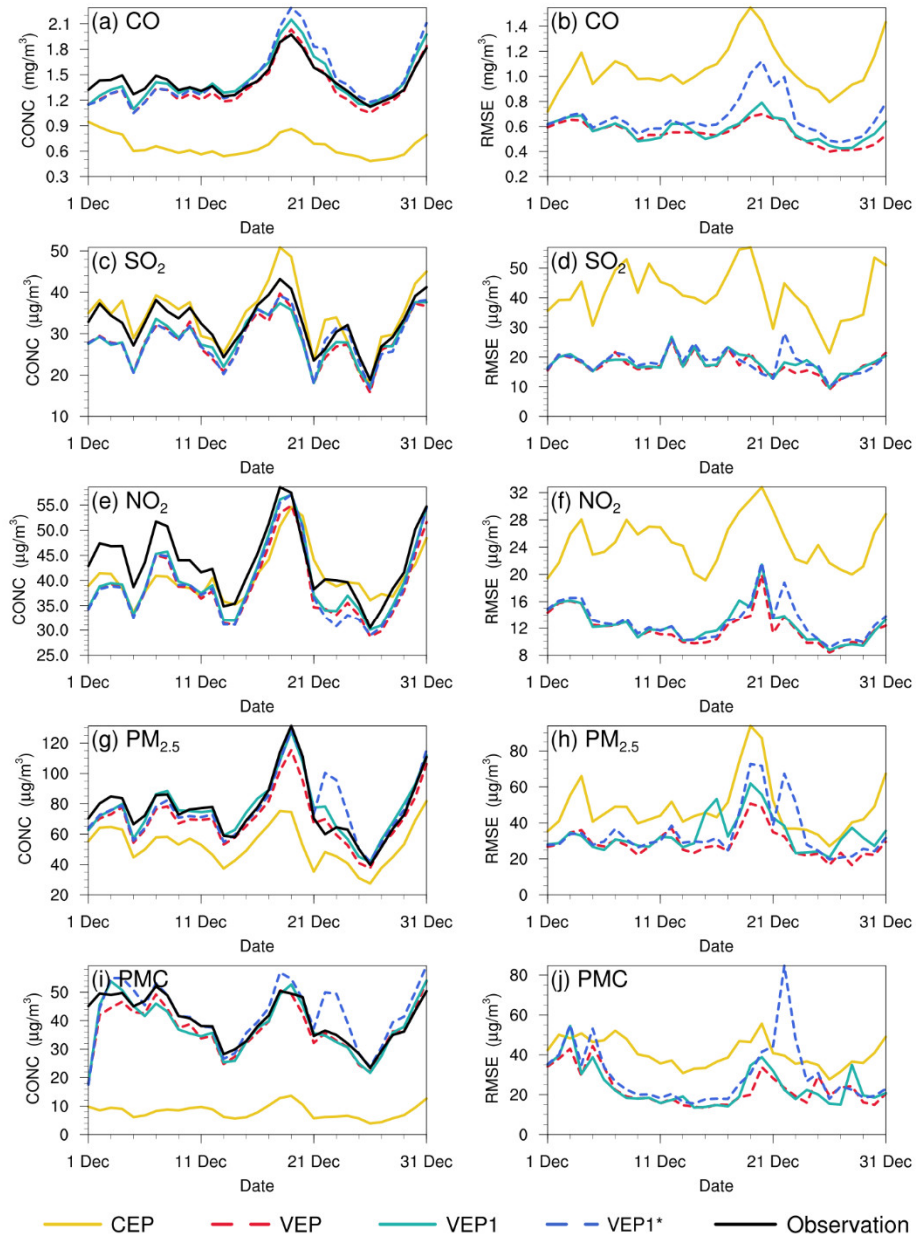 (a) CO
CONC (mg/m³)
2.1
1.8
1.5
1.2
0.9
0.6
0.3
1 Dec 11 Dec 21 Dec 31 Dec
Date
(b) CO
RMSE (mg/m³)
1.4
1.2
1.0
0.8
0.6
0.4
0.2
1 Dec 11 Dec 21 Dec 31 Dec
Date
(c) SO₂
CONC (µg/m³)
50
40
30
20
10
1 Dec 11 Dec 21 Dec 31 Dec
Date
(d) SO₂
RMSE (µg/m³)
50
40
30
20
10
0
1 Dec 11 Dec 21 Dec 31 Dec
Date
(e) NO₂
CONC (µg/m³)
55.0
50.0
45.0
40.0
35.0
30.0
25.0
1 Dec 11 Dec 21 Dec 31 Dec
Date
(f) NO₂
RMSE (µg/m³)
32
28
24
20
16
12
8
1 Dec 11 Dec 21 Dec 31 Dec
Date
(g) PM₂.₅
CONC (µg/m³)
120
100
80
60
40
20
1 Dec 11 Dec 21 Dec 31 Dec
Date
(h) PM₂.₅
RMSE (µg/m³)
80
60
40
20
0
1 Dec 11 Dec 21 Dec 31 Dec
Date
(i) PMC
CONC (µg/m³)
50
40
30
20
10
0
1 Dec 11 Dec 21 Dec 31 Dec
Date
(j) PMC
RMSE (µg/m³)
80
60
40
20
0
1 Dec 11 Dec 21 Dec 31 Dec
Date
CEP VEP VEP1 VEP1* Observation